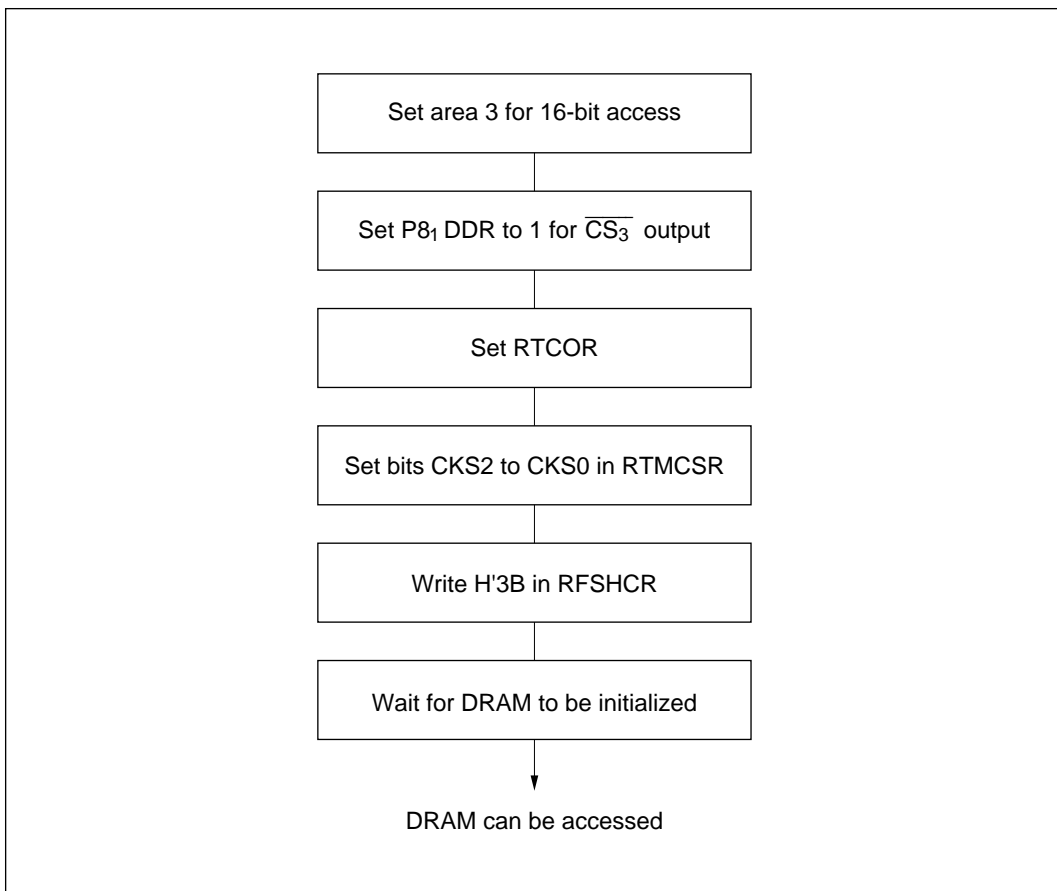 Set area 3 for 16-bit access
Set P8₁ DDR to 1 for C̅S̅₃̅ output
Set RTCOR
Set bits CKS2 to CKS0 in RTMCSR
Write H'3B in RFSHCR
Wait for DRAM to be initialized
DRAM can be accessed